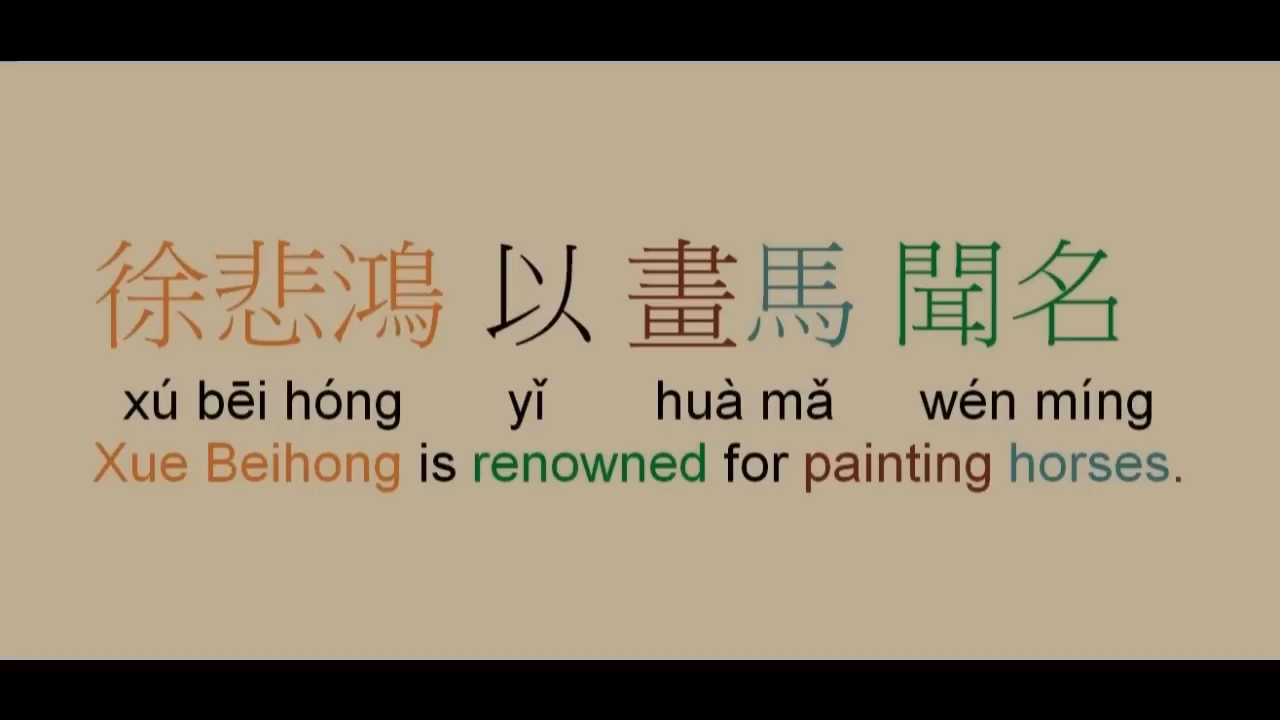 徐悲鴻 以 畫馬 聞名
xú bēi hóng yǐ huà mǎ wén míng
Xue Beihong is renowned for painting horses.